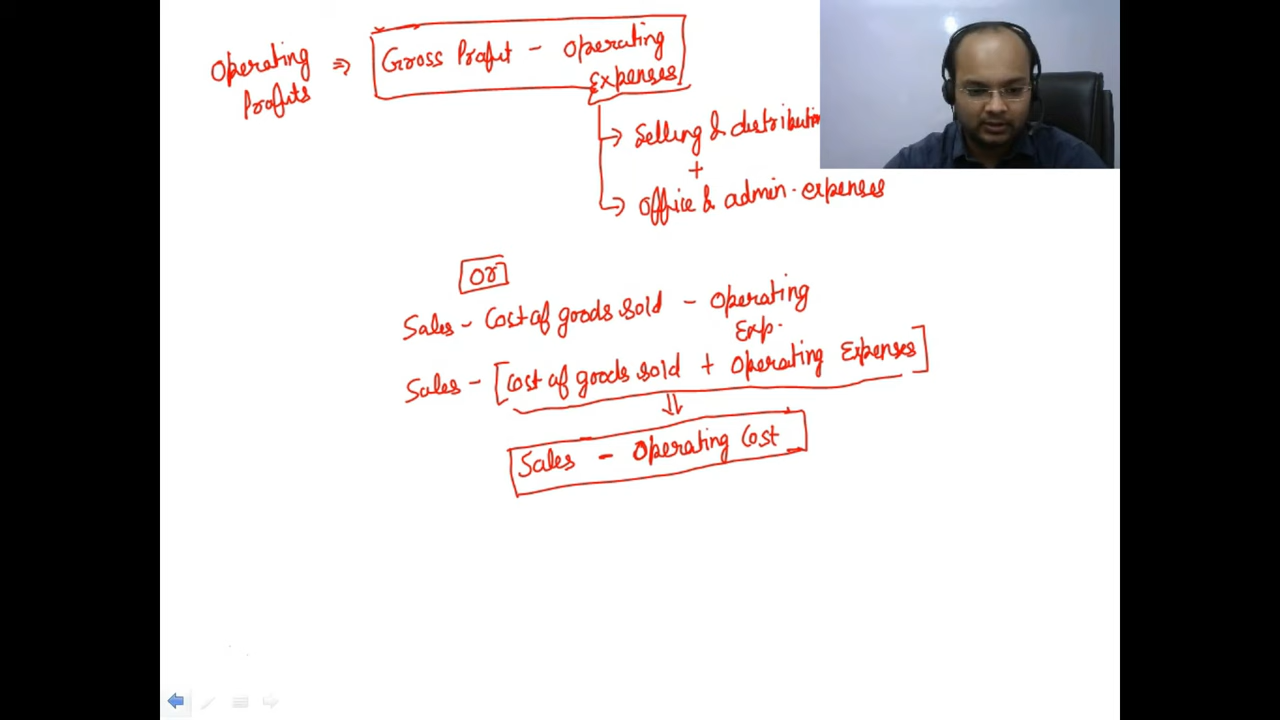 Operating Profits ⇒ Gross Profit - Operating Expenses
→ Selling & distribution
+
→ Office & admin. expenses
Or
Sales - Cost of goods sold - Operating Exp.
Sales - [Cost of goods sold + Operating Expenses]
⇓
Sales - Operating Cost